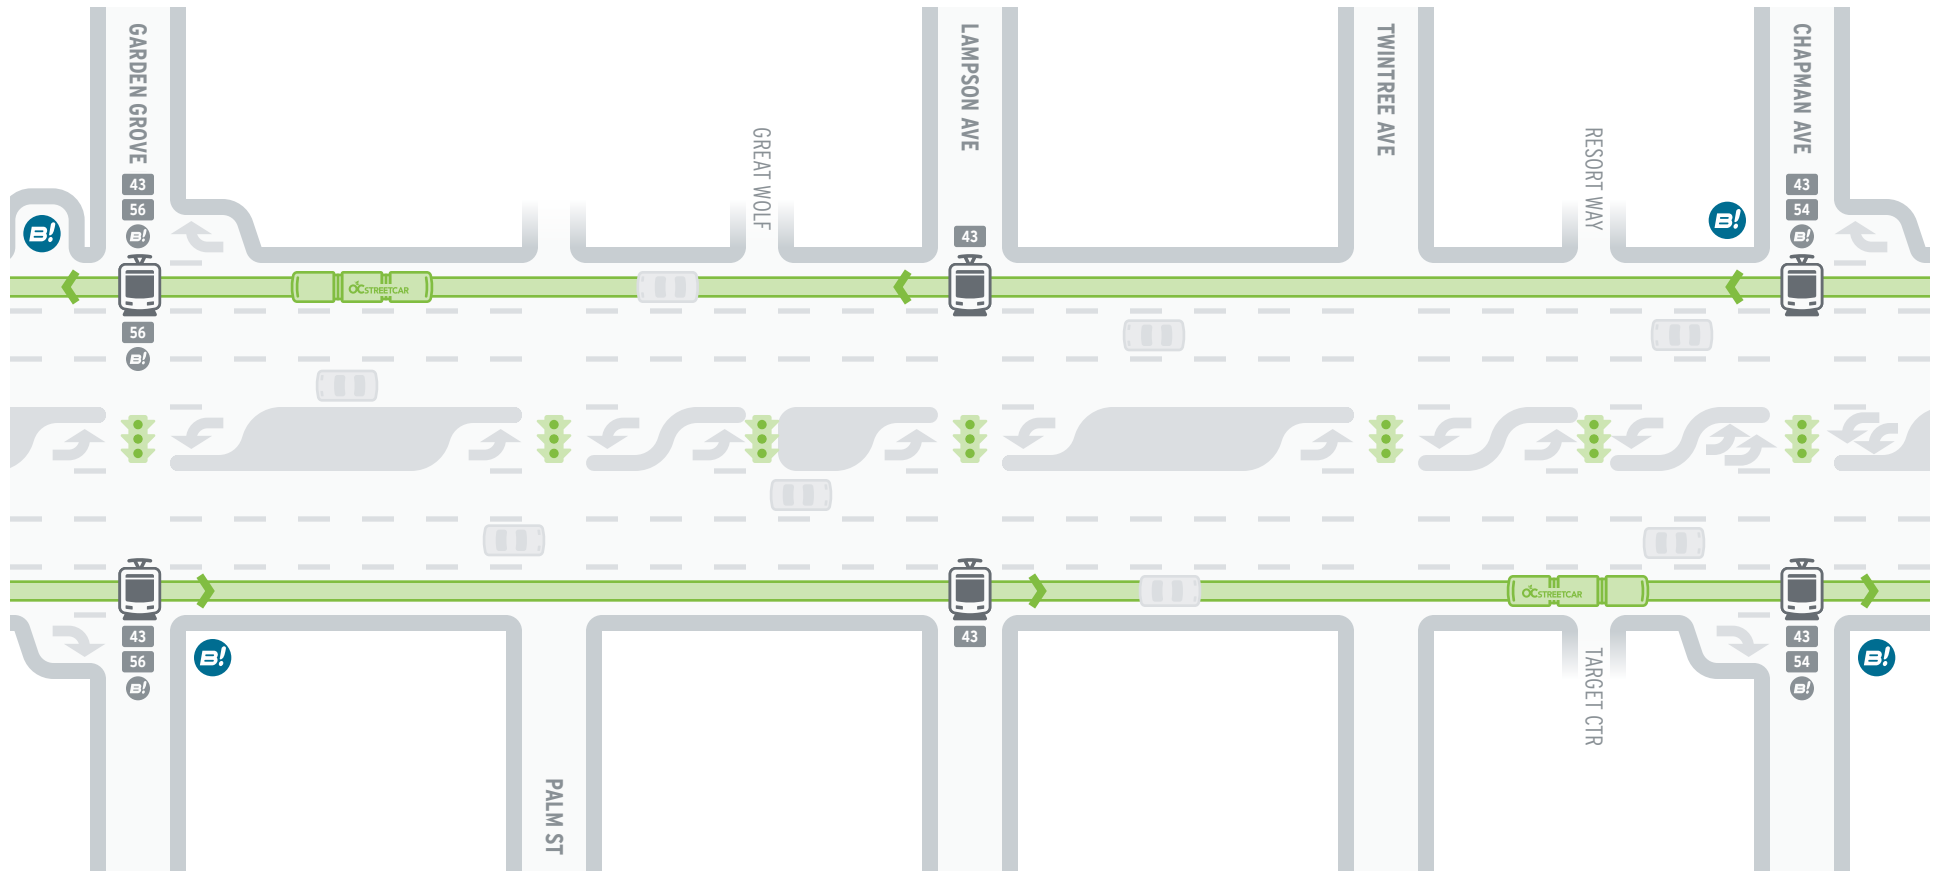 GARDEN GROVE
LAMPSON AVE
TWINTREE AVE
CHAPMAN AVE
GREAT WOLF
RESORT WAY
43
56
B!
B!
43
B!
43
54
B!
OC STREETCAR
56
B!
OC STREETCAR
43
56
B!
B!
43
TARGET CTR
43
54
B!
B!
PALM ST